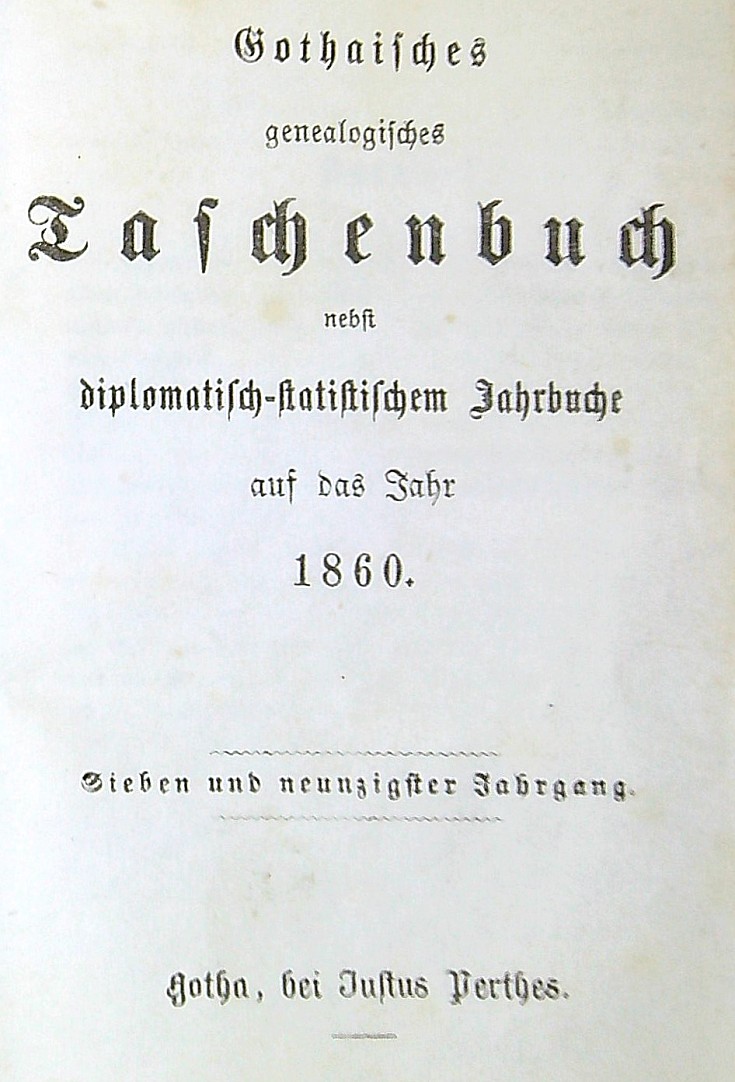 Gothaisches
genealogisches
Taschenbuch
nebst
diplomatisch-statistischem Jahrbuche
auf das Jahr
1860.
Sieben und neunzigster Jahrgang.
Gotha, bei Justus Perthes.